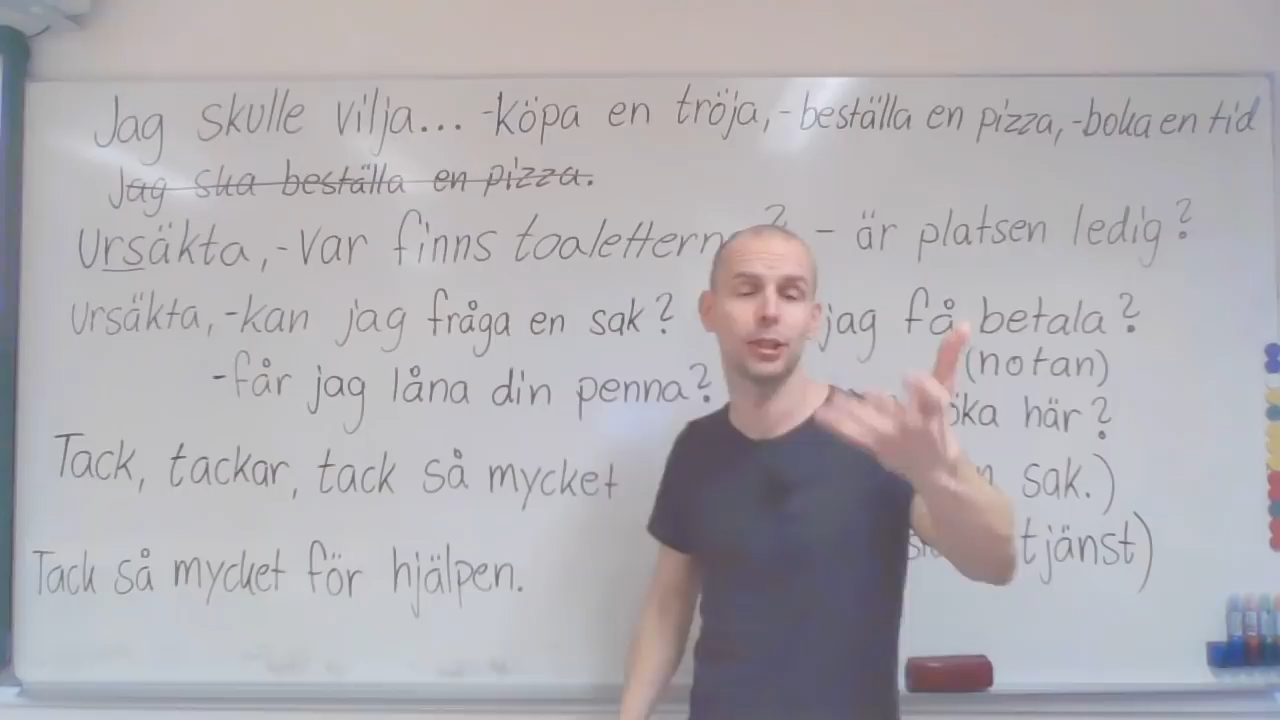 Jag skulle vilja... -köpa en tröja, -beställa en pizza, -boka en tid
Jag ska beställa en pizza.
Ursäkta, -var finns - är platsen ledig?
Ursäkta, -kan jag fråga en sak? jag få betala?
(notan)
-får jag låna din penna? här?
Tack, tackar, tack så mycket sak.)
tjänst)
Tack så mycket för hjälpen.